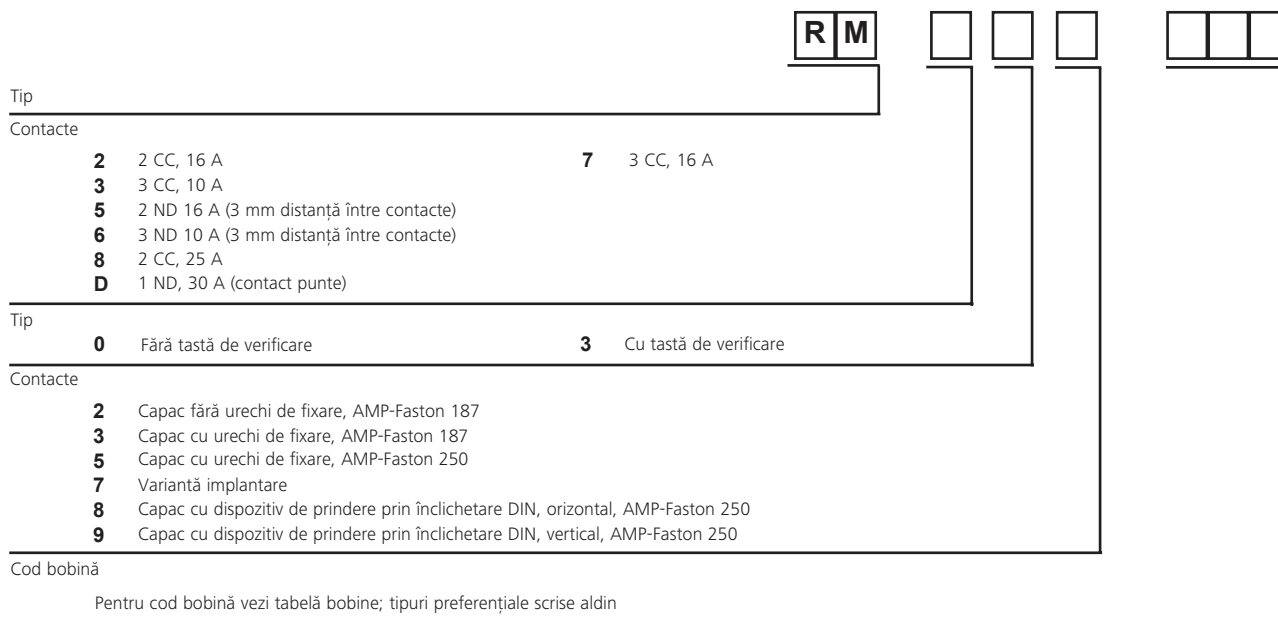 R M
Tip
Contacte
2 2 CC, 16 A 7 3 CC, 16 A
3 3 CC, 10 A
5 2 ND 16 A (3 mm distanță între contacte)
6 3 ND 10 A (3 mm distanță între contacte)
8 2 CC, 25 A
D 1 ND, 30 A (contact punte)
Tip
0 Fără tastă de verificare 3 Cu tastă de verificare
Contacte
2 Capac fără urechi de fixare, AMP-Faston 187
3 Capac cu urechi de fixare, AMP-Faston 187
5 Capac cu urechi de fixare, AMP-Faston 250
7 Variantă implantare
8 Capac cu dispozitiv de prindere prin înclichetare DIN, orizontal, AMP-Faston 250
9 Capac cu dispozitiv de prindere prin înclichetare DIN, vertical, AMP-Faston 250
Cod bobină
Pentru cod bobină vezi tabelă bobine; tipuri preferențiale scrise aldin